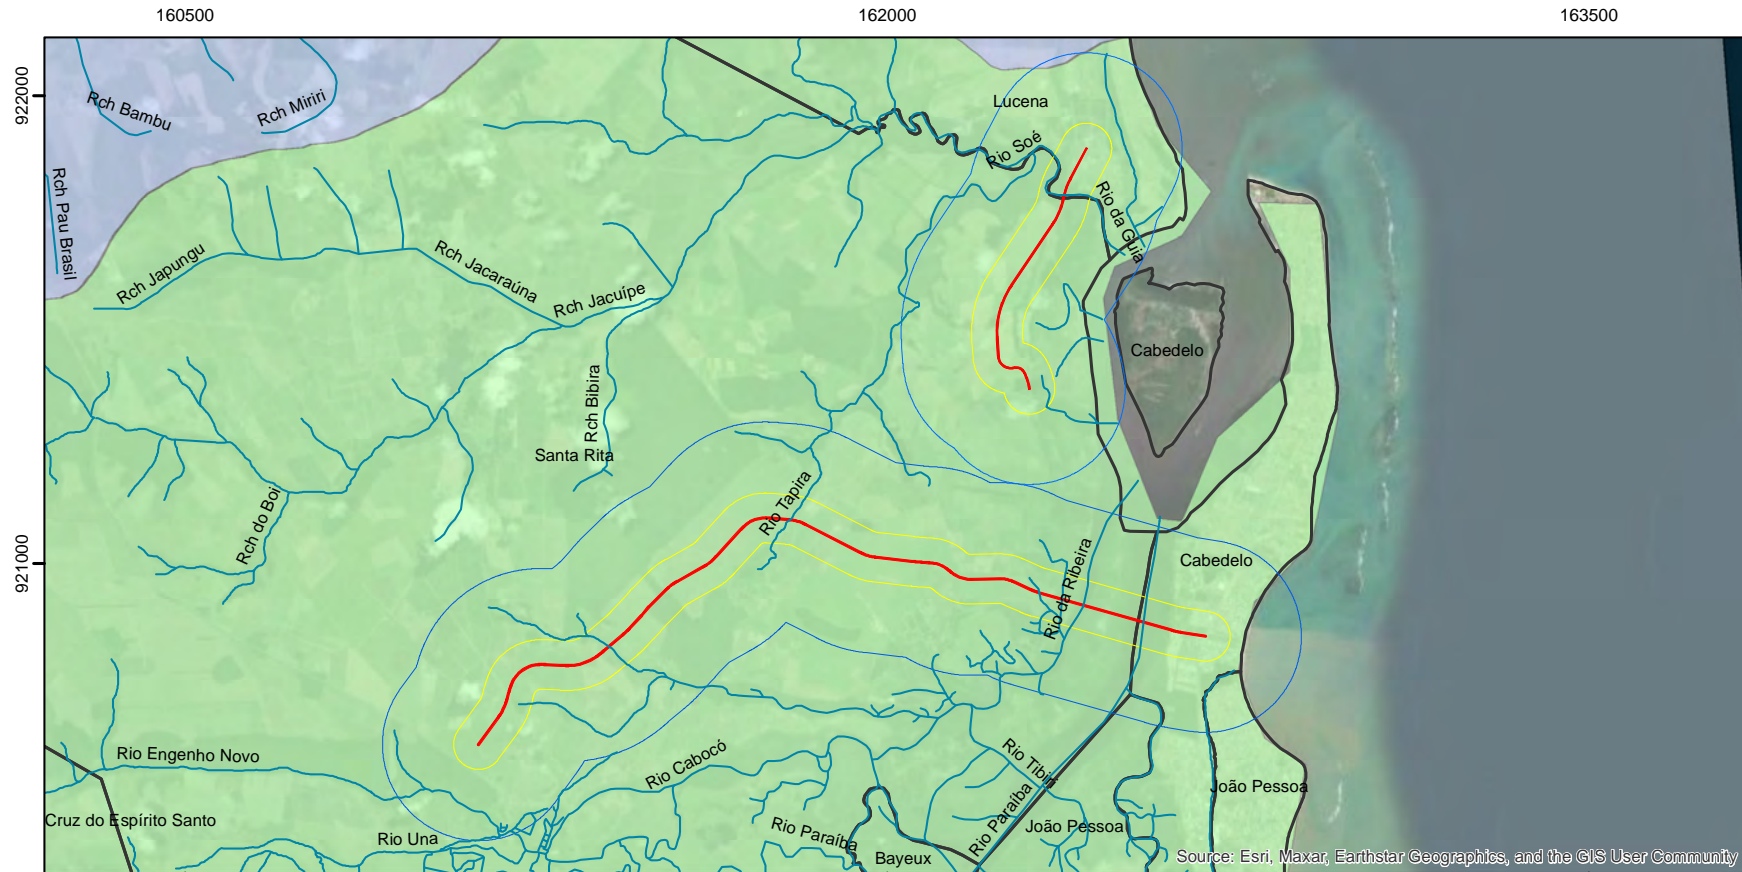 160500
162000
163500
922000
921000
Rch Bambu
Rch Miriri
Lucena
Rio Soé
Rch Pau Brasil
Rio da Guia
Rch Japungu
Rch Jacaraúna
Rch Jacuípe
Cabedelo
Rch Bibira
Santa Rita
Rio Tapira
Rch do Boi
Cabedelo
Rio da Ribeira
Rio Engenho Novo
Rio Cabocó
Rio Tibiri
João Pessoa
Cruz do Espírito Santo
Rio Una
Rio Paraíba
Rio Paraíba
João Pessoa
Bayeux
Source: Esri, Maxar, Earthstar Geographics, and the GIS User Community